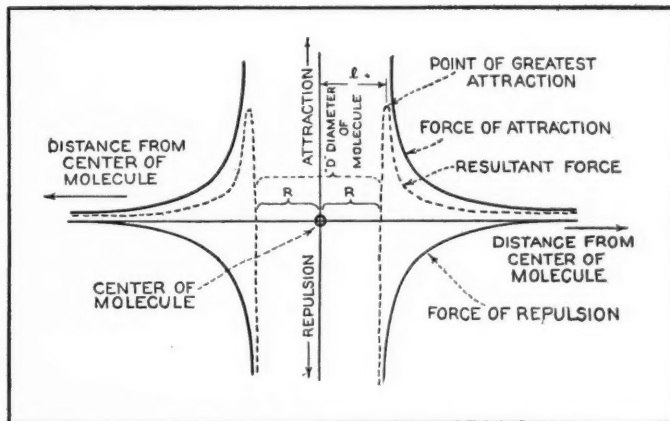 ATTRACTION
ℓ
POINT OF GREATEST
ATTRACTION
FORCE OF ATTRACTION
RESULTANT FORCE
"D" DIAMETER
OF
MOLECULE
DISTANCE FROM
CENTER OF
MOLECULE
R
R
CENTER OF
MOLECULE
DISTANCE FROM
CENTER OF
MOLECULE
REPULSION
FORCE OF REPULSION